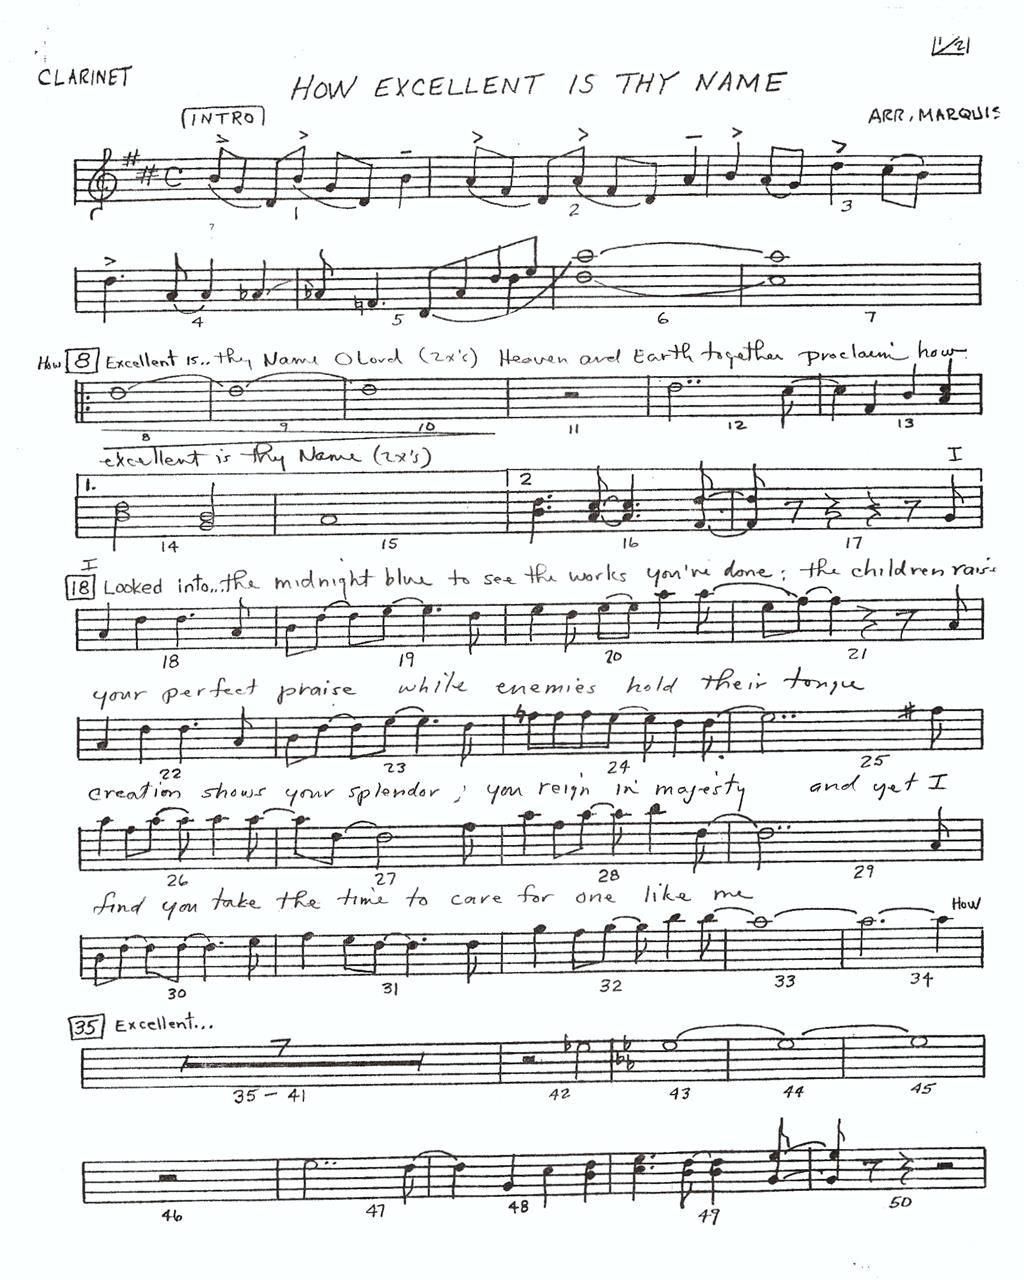 1/2
CLARINET
HOW EXCELLENT IS THY NAME
INTRO
ARR. MARQUIS
1 2 3
4 5 6 7
How 8 Excellent is.. thy Name O Lord (2x's) Heaven and Earth together proclaim how
8 9 10 11 12 13
excellent is thy Name (2x's)
1. 2 I
14 15 16 17
I
18 Looked into...the midnight blue to see the works you've done; the children raise
18 19 20 21
your perfect praise while enemies hold their tongue
22 23 24 25
creation shows your splendor; you reign in majesty and yet I
26 27 28 29
find you take the time to care for one like me
How
30 31 32 33 34
35 Excellent...
7
35-41 42 43 44 45
46 47 48 49 50